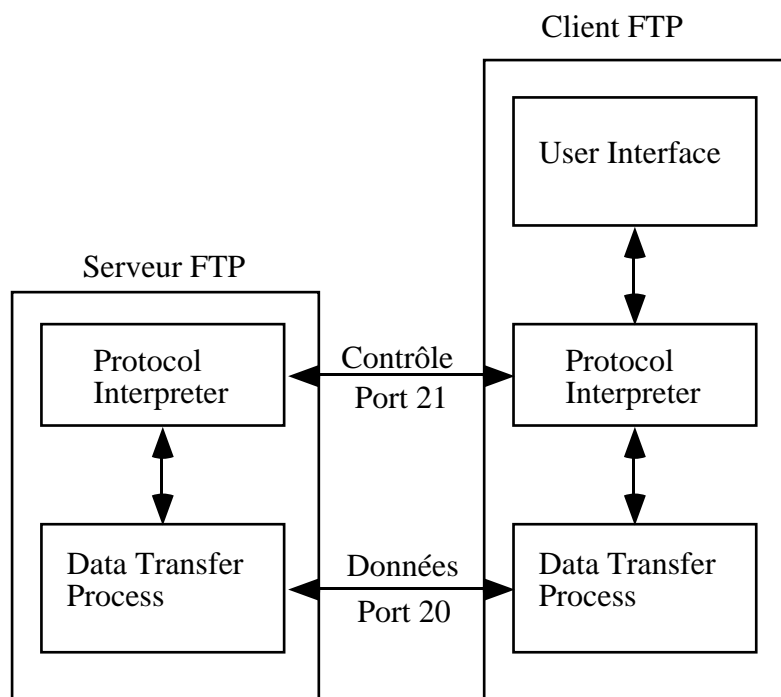 Client FTP
User Interface
Serveur FTP
Protocol
Interpreter
Contrôle
Port 21
Protocol
Interpreter
Data Transfer
Process
Données
Port 20
Data Transfer
Process